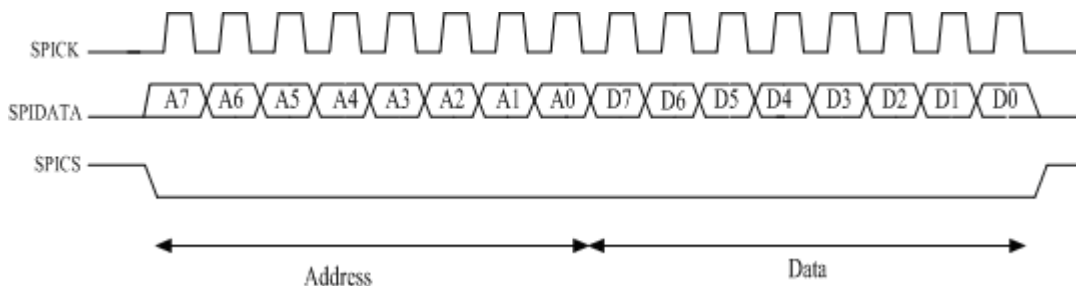 SPICK
SPIDATA A7 A6 A5 A4 A3 A2 A1 A0 D7 D6 D5 D4 D3 D2 D1 D0
SPICS
Address Data